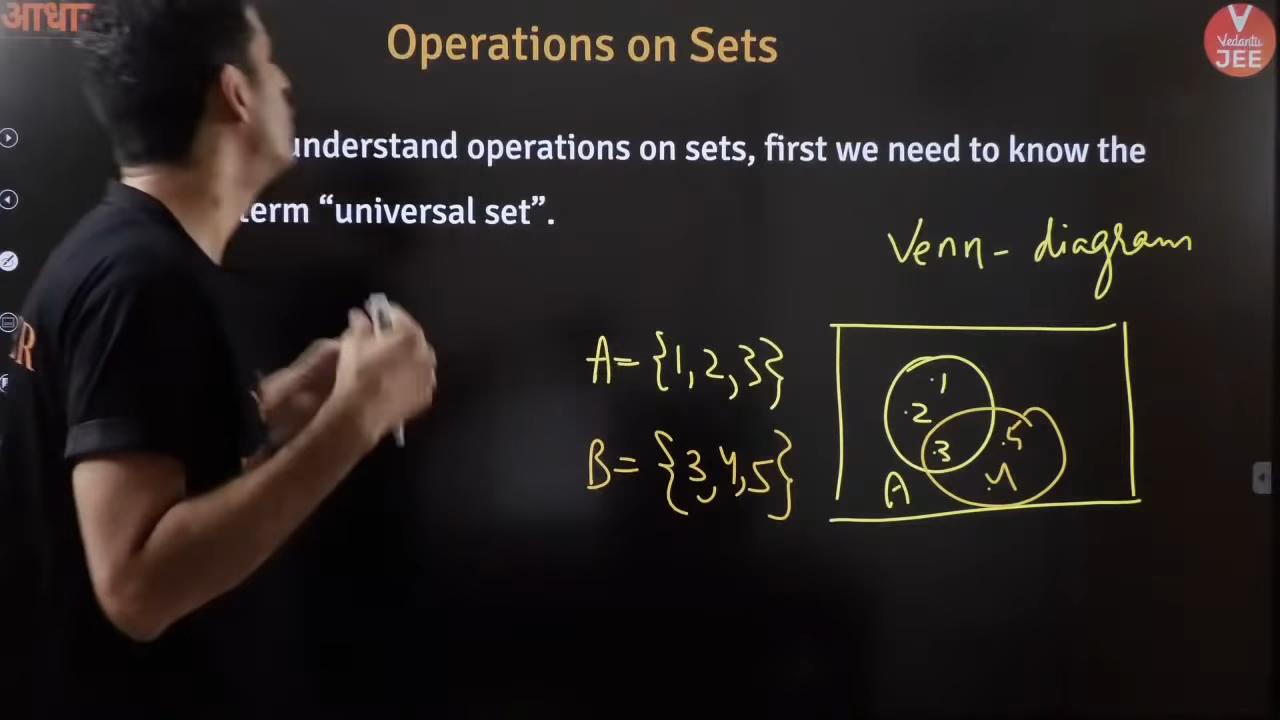 आधार
Operations on Sets
Vedantu
JEE
understand operations on sets, first we need to know the
term “universal set”.
Venn - diagram
A = {1, 2, 3}
B = {3, 4, 5}
.1
.2
.3
.5
.4
A
R